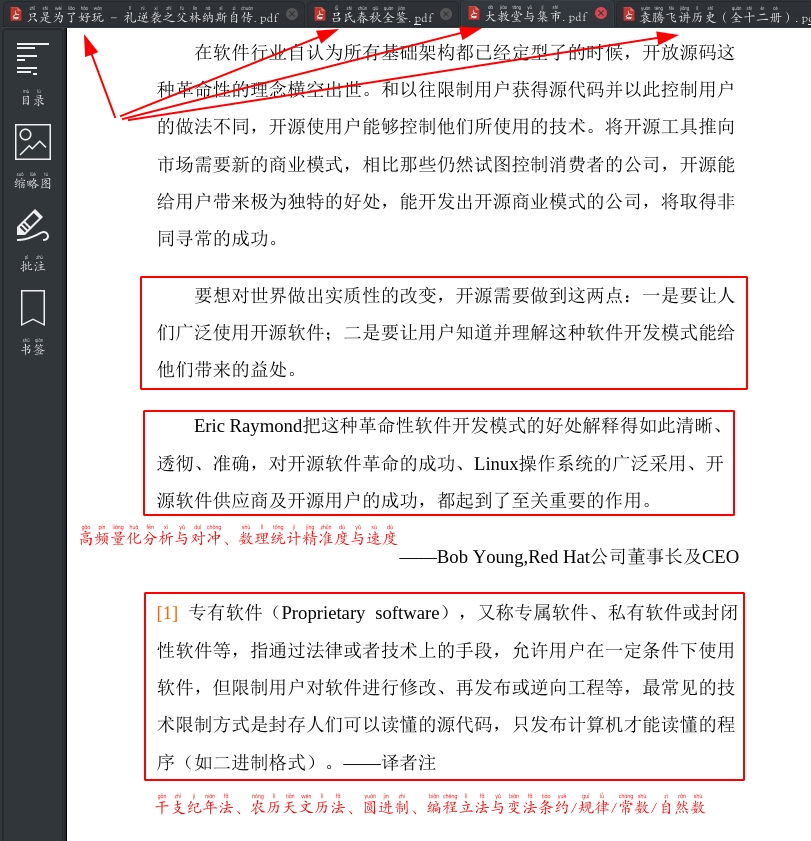 只是为了好玩 - 礼逆袭之父林纳斯自传.pdf
吕氏春秋全鉴.pdf
大教堂与集市.pdf
袁腾飞讲历史（全十二册）.p
目录
缩略图
批注
书签
在软件行业自认为所有基础架构都已经定型了的时候，开放源码这
种革命性的理念横空出世。和以往限制用户获得源代码并以此控制用户
的做法不同，开源使用户能够控制他们所使用的技术。将开源工具推向
市场需要新的商业模式，相比那些仍然试图控制消费者的公司，开源能
给用户带来极为独特的好处，能开发出开源商业模式的公司，将取得非
同寻常的成功。
要想对世界做出实质性的改变，开源需要做到这两点：一是要让人
们广泛使用开源软件；二是要让用户知道并理解这种软件开发模式能给
他们带来的益处。
Eric Raymond把这种革命性软件开发模式的好处解释得如此清晰、
透彻、准确，对开源软件革命的成功、Linux操作系统的广泛采用、开
源软件供应商及开源用户的成功，都起到了至关重要的作用。
高频量化分析与对冲、数理统计精准度与速度
——Bob Young,Red Hat公司董事长及CEO
[1] 专有软件（Proprietary software），又称专属软件、私有软件或封闭
性软件等，指通过法律或者技术上的手段，允许用户在一定条件下使用
软件，但限制用户对软件进行修改、再发布或逆向工程等，最常见的技
术限制方式是封存人们可以读懂的源代码，只发布计算机才能读懂的程
序（如二进制格式）。——译者注
干支纪年法、农历天文历法、圆进制、编程立法与变法条约/规律/常数/自然数